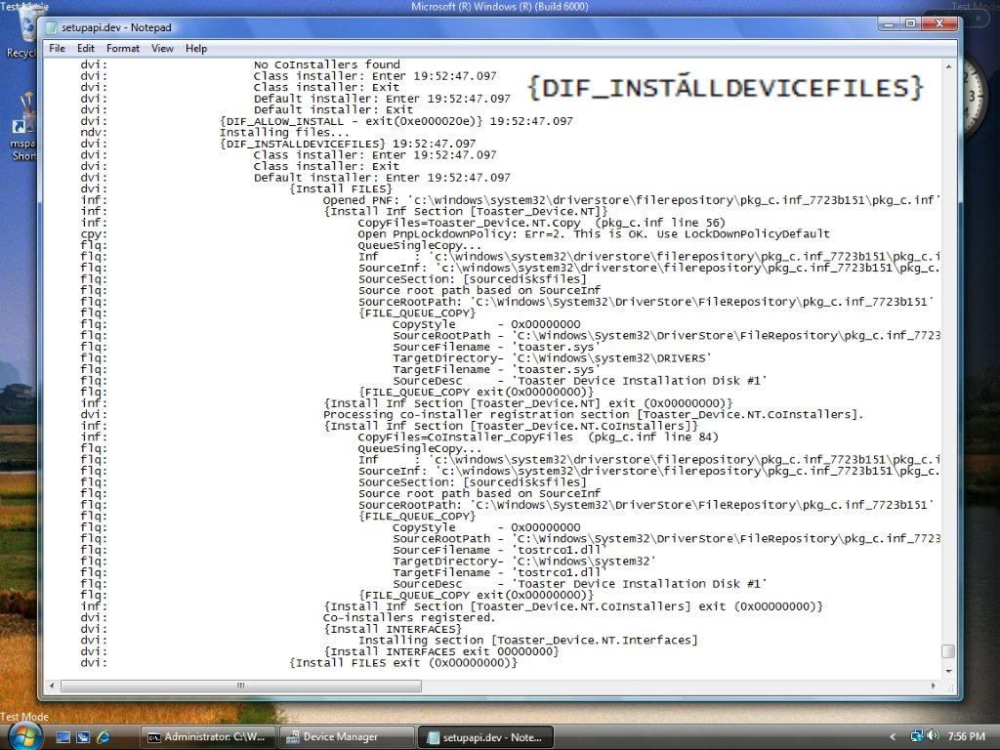 Test Mode
Microsoft (R) Windows (R) (Build 6000)
Test Mode
Recycl
mspa
Short
setupapi.dev - Notepad
File Edit Format View Help
dvi: No CoInstallers found
dvi: Class installer: Enter 19:52:47.097
dvi: Class installer: Exit
dvi: Default installer: Enter 19:52:47.097
dvi: Default installer: Exit
{DIF_INSTALLDEVICEFILES}
dvi: {DIF_ALLOW_INSTALL - exit(0xe000020e)} 19:52:47.097
ndv: Installing files...
dvi: {DIF_INSTALLDEVICEFILES} 19:52:47.097
dvi: Class installer: Enter 19:52:47.097
dvi: Class installer: Exit
dvi: Default installer: Enter 19:52:47.097
dvi: {Install FILES}
inf: Opened PNF: 'c:\windows\system32\driverstore\filerepository\pkg_c.inf_7723b151\pkg_c.inf'
inf: {Install Inf Section [Toaster_Device.NT]}
inf: CopyFiles=Toaster_Device.NT.Copy (pkg_c.inf line 56)
cpy: Open PnpLockdownPolicy: Err=2. This is OK. Use LockDownPolicyDefault
flq: QueueSingleCopy...
flq: Inf : 'c:\windows\system32\driverstore\filerepository\pkg_c.inf_7723b151\pkg_c.i
flq: SourceInf: 'c:\windows\system32\driverstore\filerepository\pkg_c.inf_7723b151\pkg_c.
flq: SourceSection: [sourcedisksfiles]
flq: Source root path based on SourceInf
flq: SourceRootPath: 'C:\Windows\System32\DriverStore\FileRepository\pkg_c.inf_7723b151'
flq: {FILE_QUEUE_COPY}
flq: CopyStyle - 0x00000000
flq: SourceRootPath - 'C:\Windows\System32\DriverStore\FileRepository\pkg_c.inf_7723
flq: SourceFilename - 'toaster.sys'
flq: TargetDirectory- 'C:\Windows\system32\DRIVERS'
flq: TargetFilename - 'toaster.sys'
flq: SourceDesc - 'Toaster Device Installation Disk #1'
flq: {FILE_QUEUE_COPY exit(0x00000000)}
inf: {Install Inf Section [Toaster_Device.NT] exit (0x00000000)}
dvi: Processing co-installer registration section [Toaster_Device.NT.CoInstallers].
inf: {Install Inf Section [Toaster_Device.NT.CoInstallers]}
inf: CopyFiles=CoInstaller_CopyFiles (pkg_c.inf line 84)
flq: QueueSingleCopy...
flq: Inf : 'c:\windows\system32\driverstore\filerepository\pkg_c.inf_7723b151\pkg_c.i
flq: SourceInf: 'c:\windows\system32\driverstore\filerepository\pkg_c.inf_7723b151\pkg_c.
flq: SourceSection: [sourcedisksfiles]
flq: Source root path based on SourceInf
flq: SourceRootPath: 'C:\Windows\System32\DriverStore\FileRepository\pkg_c.inf_7723b151'
flq: {FILE_QUEUE_COPY}
flq: CopyStyle - 0x00000000
flq: SourceRootPath - 'C:\Windows\System32\DriverStore\FileRepository\pkg_c.inf_7723
flq: SourceFilename - 'tostrco1.dll'
flq: TargetDirectory- 'C:\Windows\system32'
flq: TargetFilename - 'tostrco1.dll'
flq: SourceDesc - 'Toaster Device Installation Disk #1'
flq: {FILE_QUEUE_COPY exit(0x00000000)}
inf: {Install Inf Section [Toaster_Device.NT.CoInstallers] exit (0x00000000)}
dvi: Co-installers registered.
dvi: {Install INTERFACES}
dvi: Installing section [Toaster_Device.NT.Interfaces]
dvi: {Install INTERFACES exit 00000000}
dvi: {Install FILES exit (0x00000000)}
Test Mode
Administrator: C:\W...
Device Manager
setupapi.dev - Note...
7:56 PM